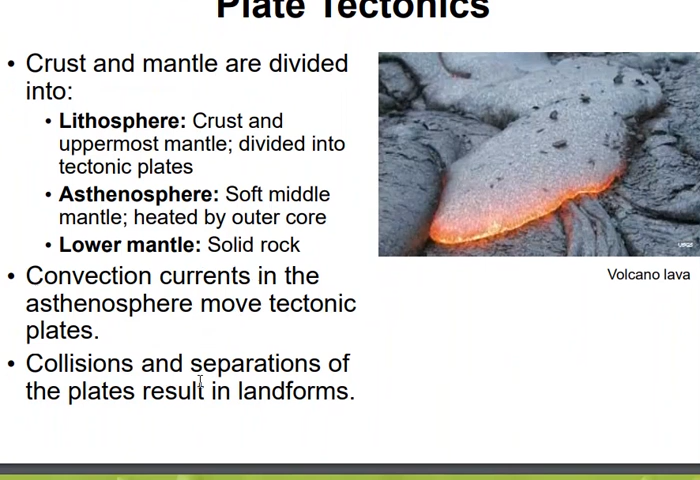 Plate Tectonics
• Crust and mantle are divided
into:
• Lithosphere: Crust and
uppermost mantle; divided into
tectonic plates
• Asthenosphere: Soft middle
mantle; heated by outer core
• Lower mantle: Solid rock
• Convection currents in the
asthenosphere move tectonic
plates.
• Collisions and separations of
the plates result in landforms.
USGS
Volcano lava